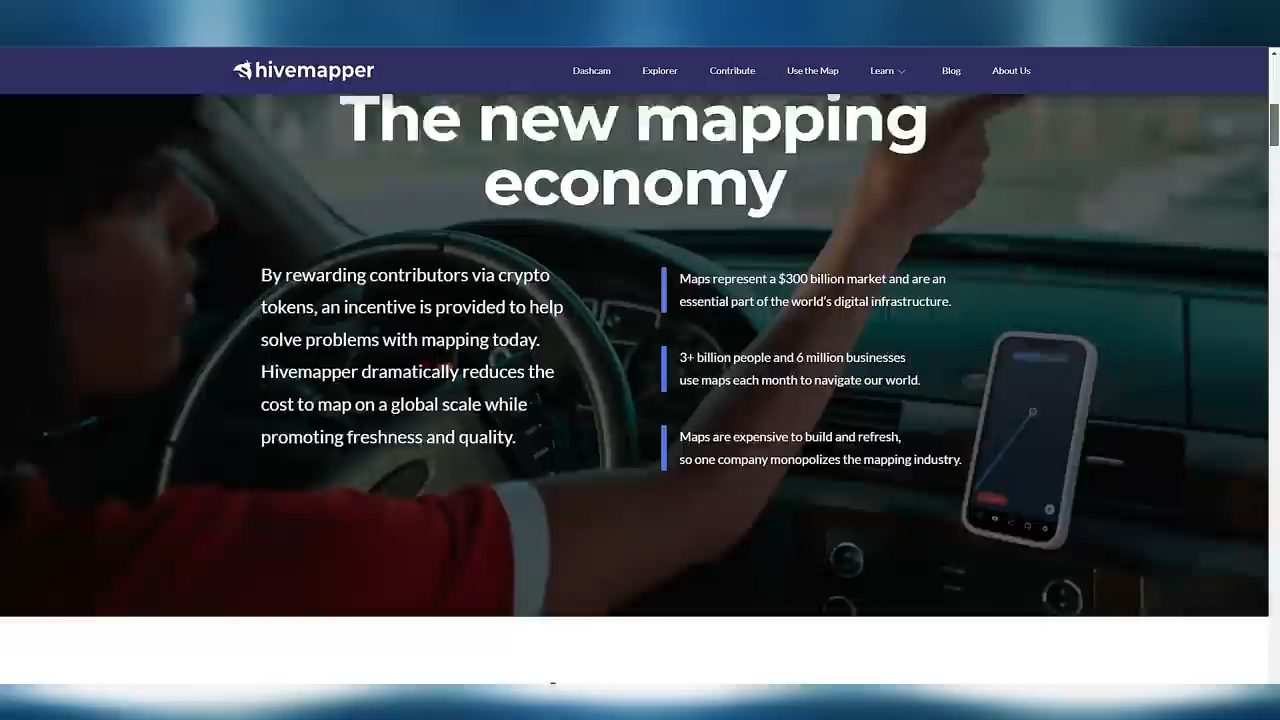 hivemapper
Dashcam
Explorer
Contribute
Use the Map
Learn
Blog
About Us
The new mapping
economy
By rewarding contributors via crypto
tokens, an incentive is provided to help
solve problems with mapping today.
Hivemapper dramatically reduces the
cost to map on a global scale while
promoting freshness and quality.
Maps represent a $300 billion market and are an
essential part of the world's digital infrastructure.
3+ billion people and 6 million businesses
use maps each month to navigate our world.
Maps are expensive to build and refresh,
so one company monopolizes the mapping industry.